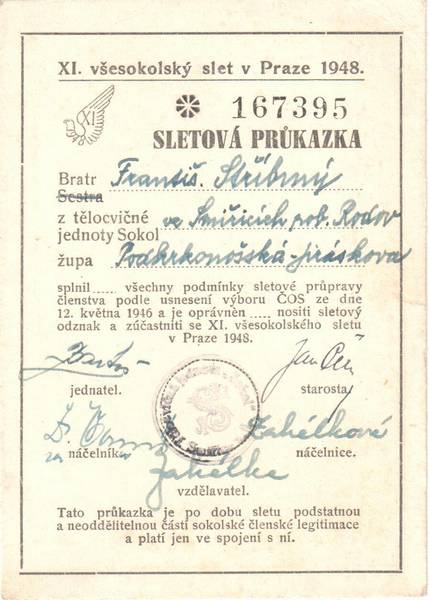 XI. všesokolský slet v Praze 1948.
XI
48
* 167395
SLETOVÁ PRŮKAZKA
Bratr Františ. Stříbrný
Sestra
z tělocvičné ve Smiřicích pob. Rodov
jednoty Sokol
župa Podkrkonošská-Jiráskova
splnil ..... všechny podmínky sletové průpravy
členstva podle usnesení výboru ČOS ze dne
12. května 1946 a je oprávněn ..... nositi sletový
odznak a zúčastniti se XI. všesokolského sletu
v Praze 1948.
jednatel. starosta.
za náčelníka náčelnice.
vzdělavatel.
Tato průkazka je po dobu sletu podstatnou
a neoddělitelnou částí sokolské členské legitimace
a platí jen ve spojení s ní.